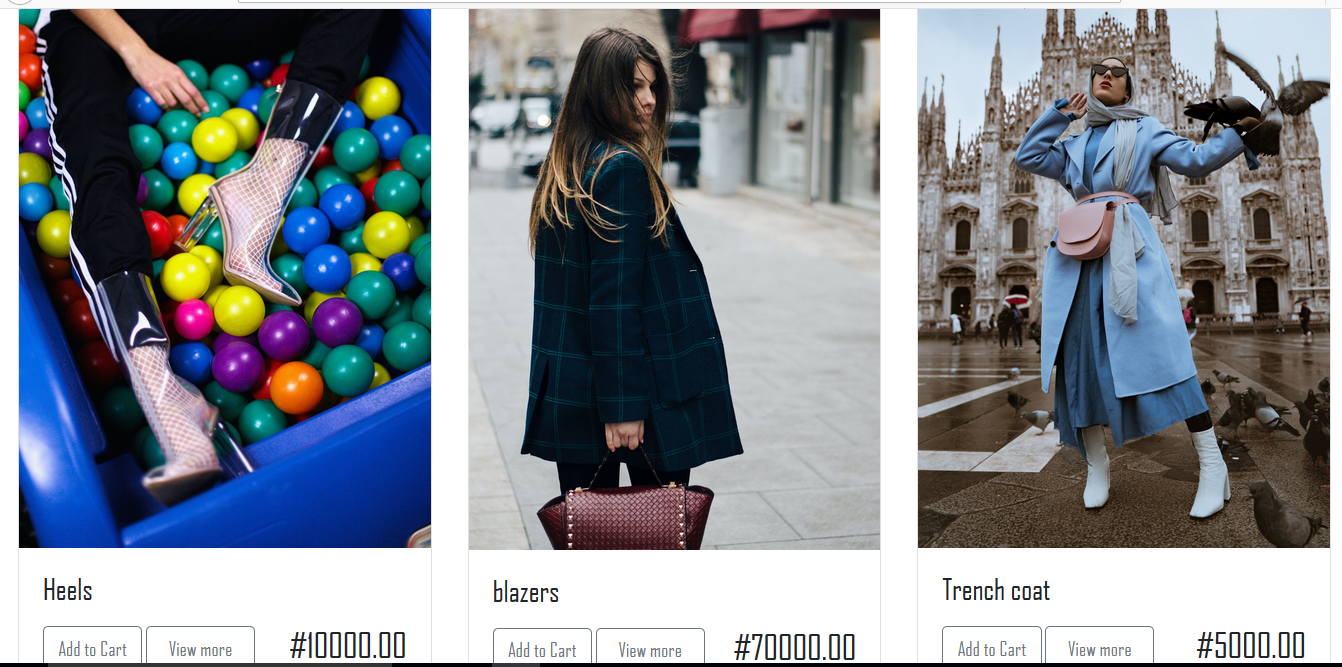 Heels
Add to Cart View more #10000.00
blazers
Add to Cart View more #70000.00
Trench coat
Add to Cart View more #5000.00